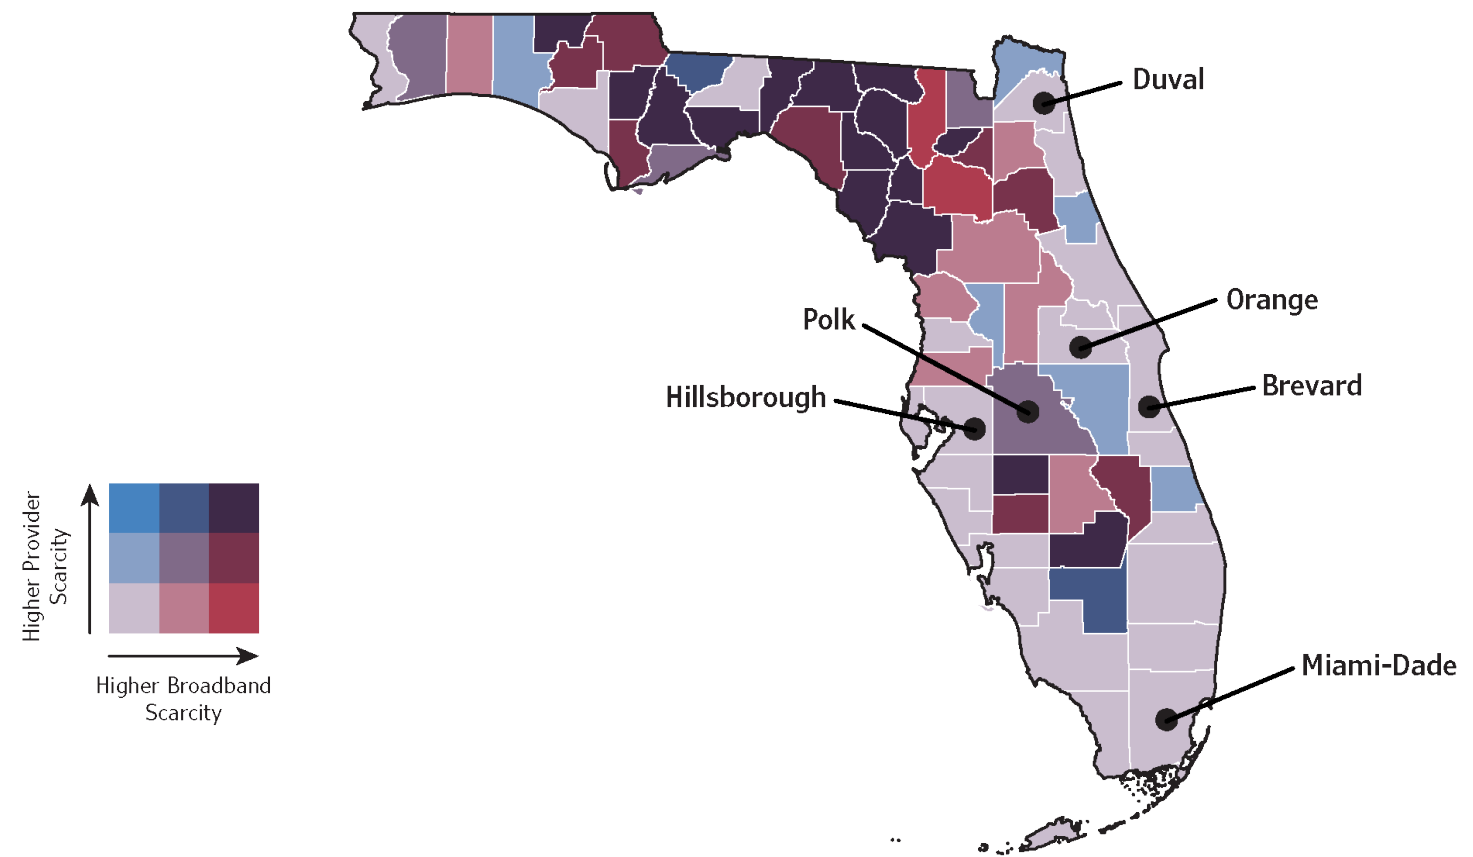 Duval
Orange
Polk
Brevard
Hillsborough
Higher Provider
Scarcity
Higher Broadband
Scarcity
Miami-Dade